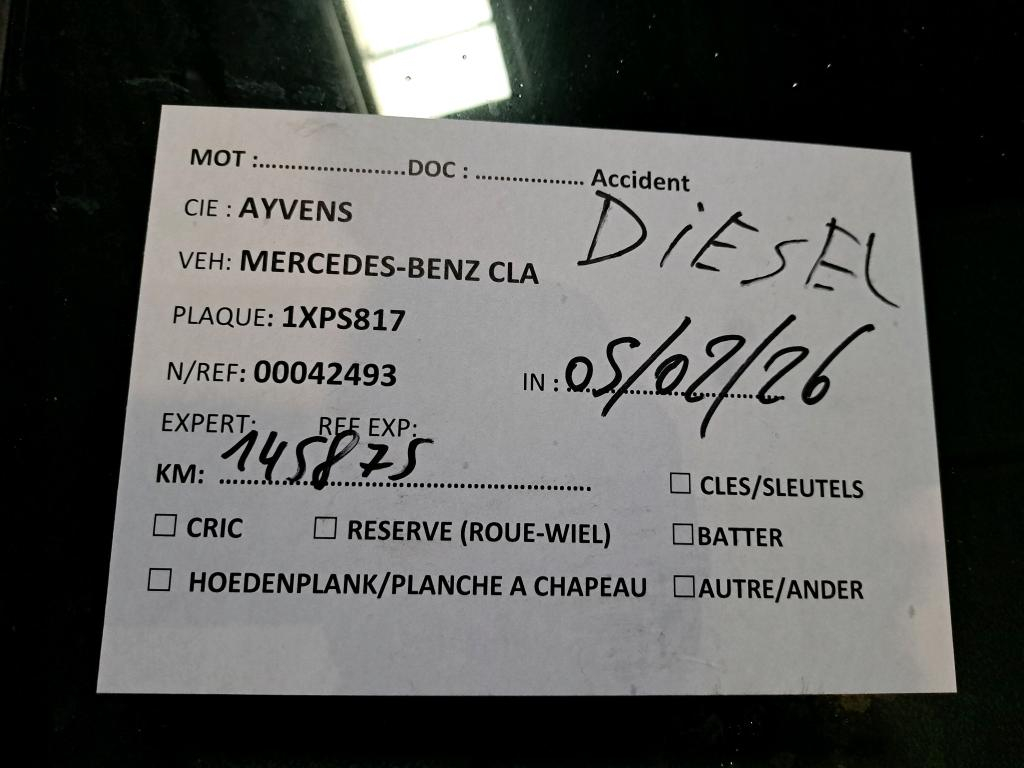 MOT :......................DOC : .................. Accident
CIE : AYVENS
DiESEL
VEH: MERCEDES-BENZ CLA
PLAQUE: 1XPS817
N/REF: 00042493 IN : 05/02/26
EXPERT: REF EXP:
KM: 145875
☐ CLES/SLEUTELS
☐ CRIC ☐ RESERVE (ROUE-WIEL) ☐BATTER
☐ HOEDENPLANK/PLANCHE A CHAPEAU ☐AUTRE/ANDER